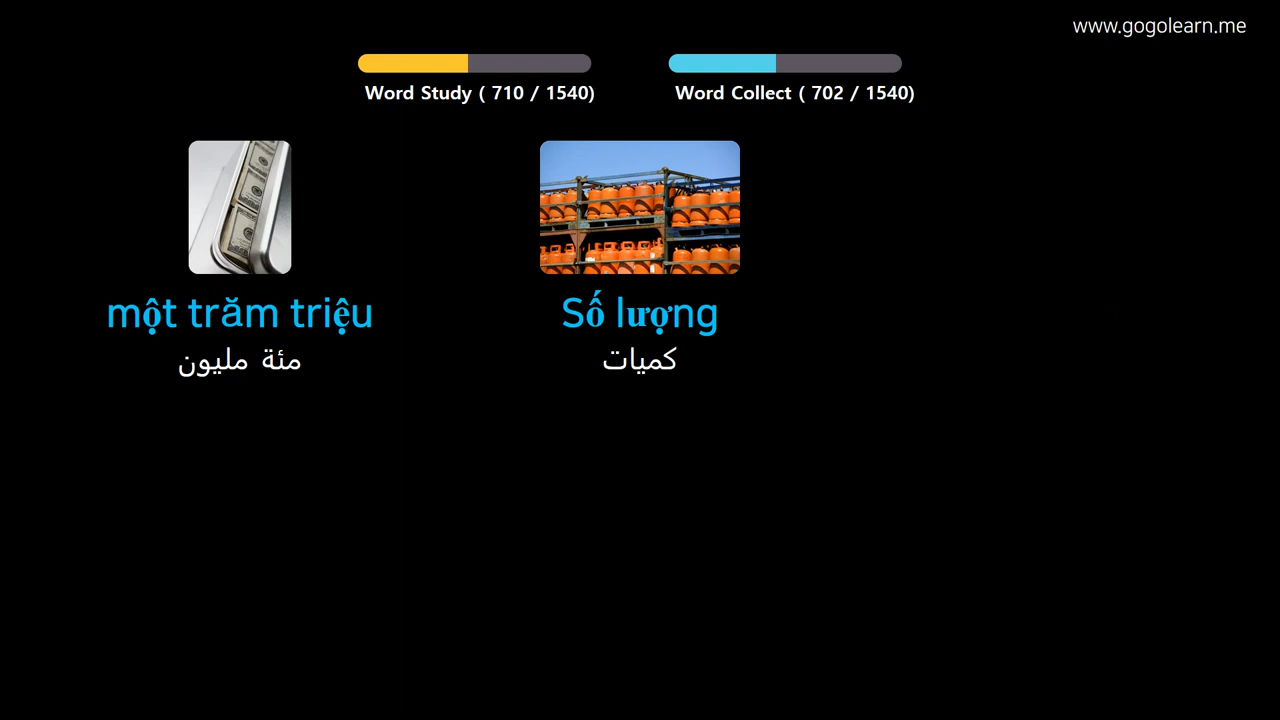 www.gogolearn.me
Word Study ( 710 / 1540)
Word Collect ( 702 / 1540)
một trăm triệu
مئة مليون
Số lượng
كميات